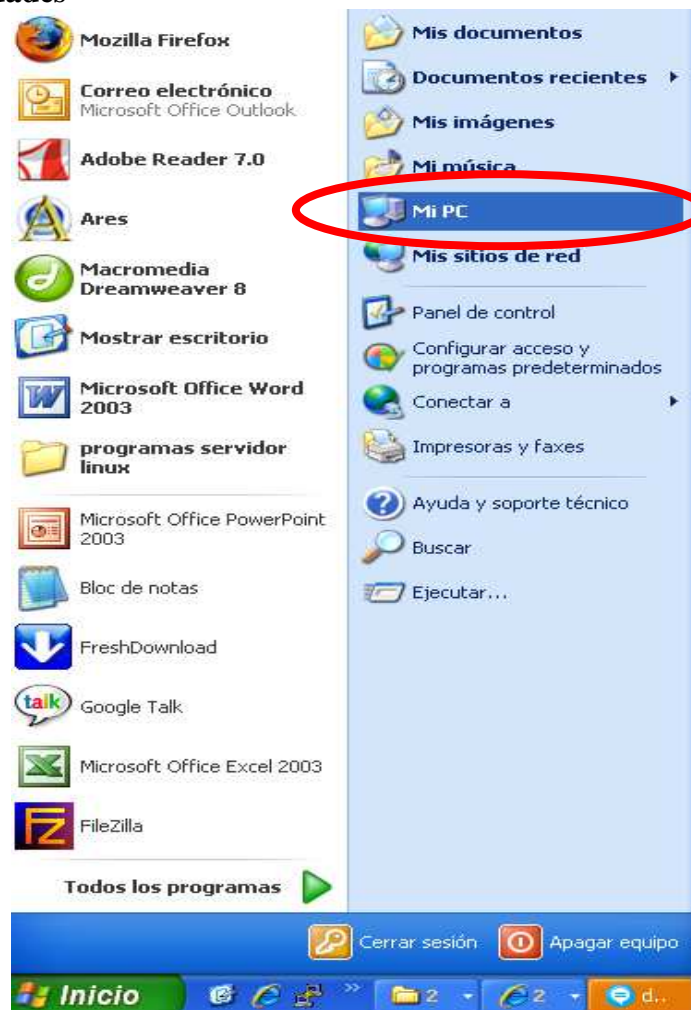 Mozilla Firefox
Correo electrónico
Microsoft Office Outlook
Adobe Reader 7.0
Ares
Macromedia
Dreamweaver 8
Mostrar escritorio
Microsoft Office Word
2003
programas servidor
linux
Microsoft Office PowerPoint
2003
Bloc de notas
FreshDownload
talk
Google Talk
Microsoft Office Excel 2003
FileZilla
Todos los programas
Mis documentos
Documentos recientes
Mis imágenes
Mi música
Mi PC
Mis sitios de red
Panel de control
Configurar acceso y
programas predeterminados
Conectar a
Impresoras y faxes
Ayuda y soporte técnico
Buscar
Ejecutar...
Cerrar sesión
Apagar equipo
Inicio
2
2
d..